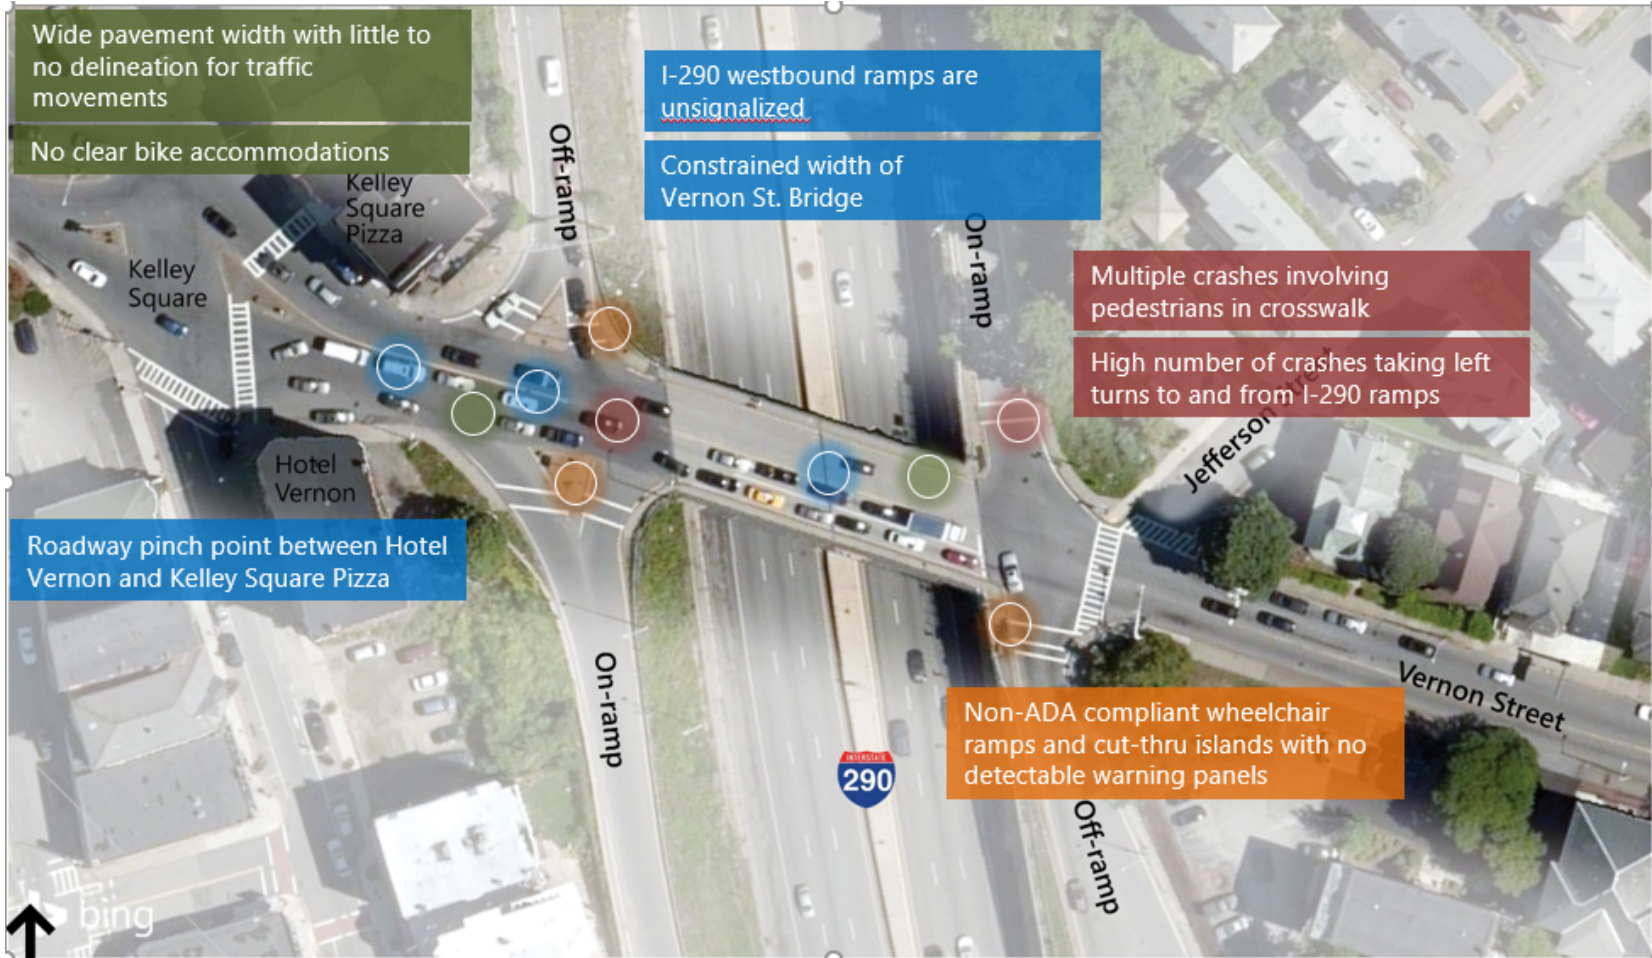 Wide pavement width with little to
no delineation for traffic
movements
No clear bike accommodations
I-290 westbound ramps are
unsignalized
Constrained width of
Vernon St. Bridge
Off-ramp
On-ramp
Kelley
Square
Pizza
Kelley
Square
Multiple crashes involving
pedestrians in crosswalk
High number of crashes taking left
turns to and from I-290 ramps
Jefferson Street
Hotel
Vernon
Roadway pinch point between Hotel
Vernon and Kelley Square Pizza
On-ramp
Vernon Street
Non-ADA compliant wheelchair
ramps and cut-thru islands with no
detectable warning panels
INTERSTATE
290
Off-ramp
bing